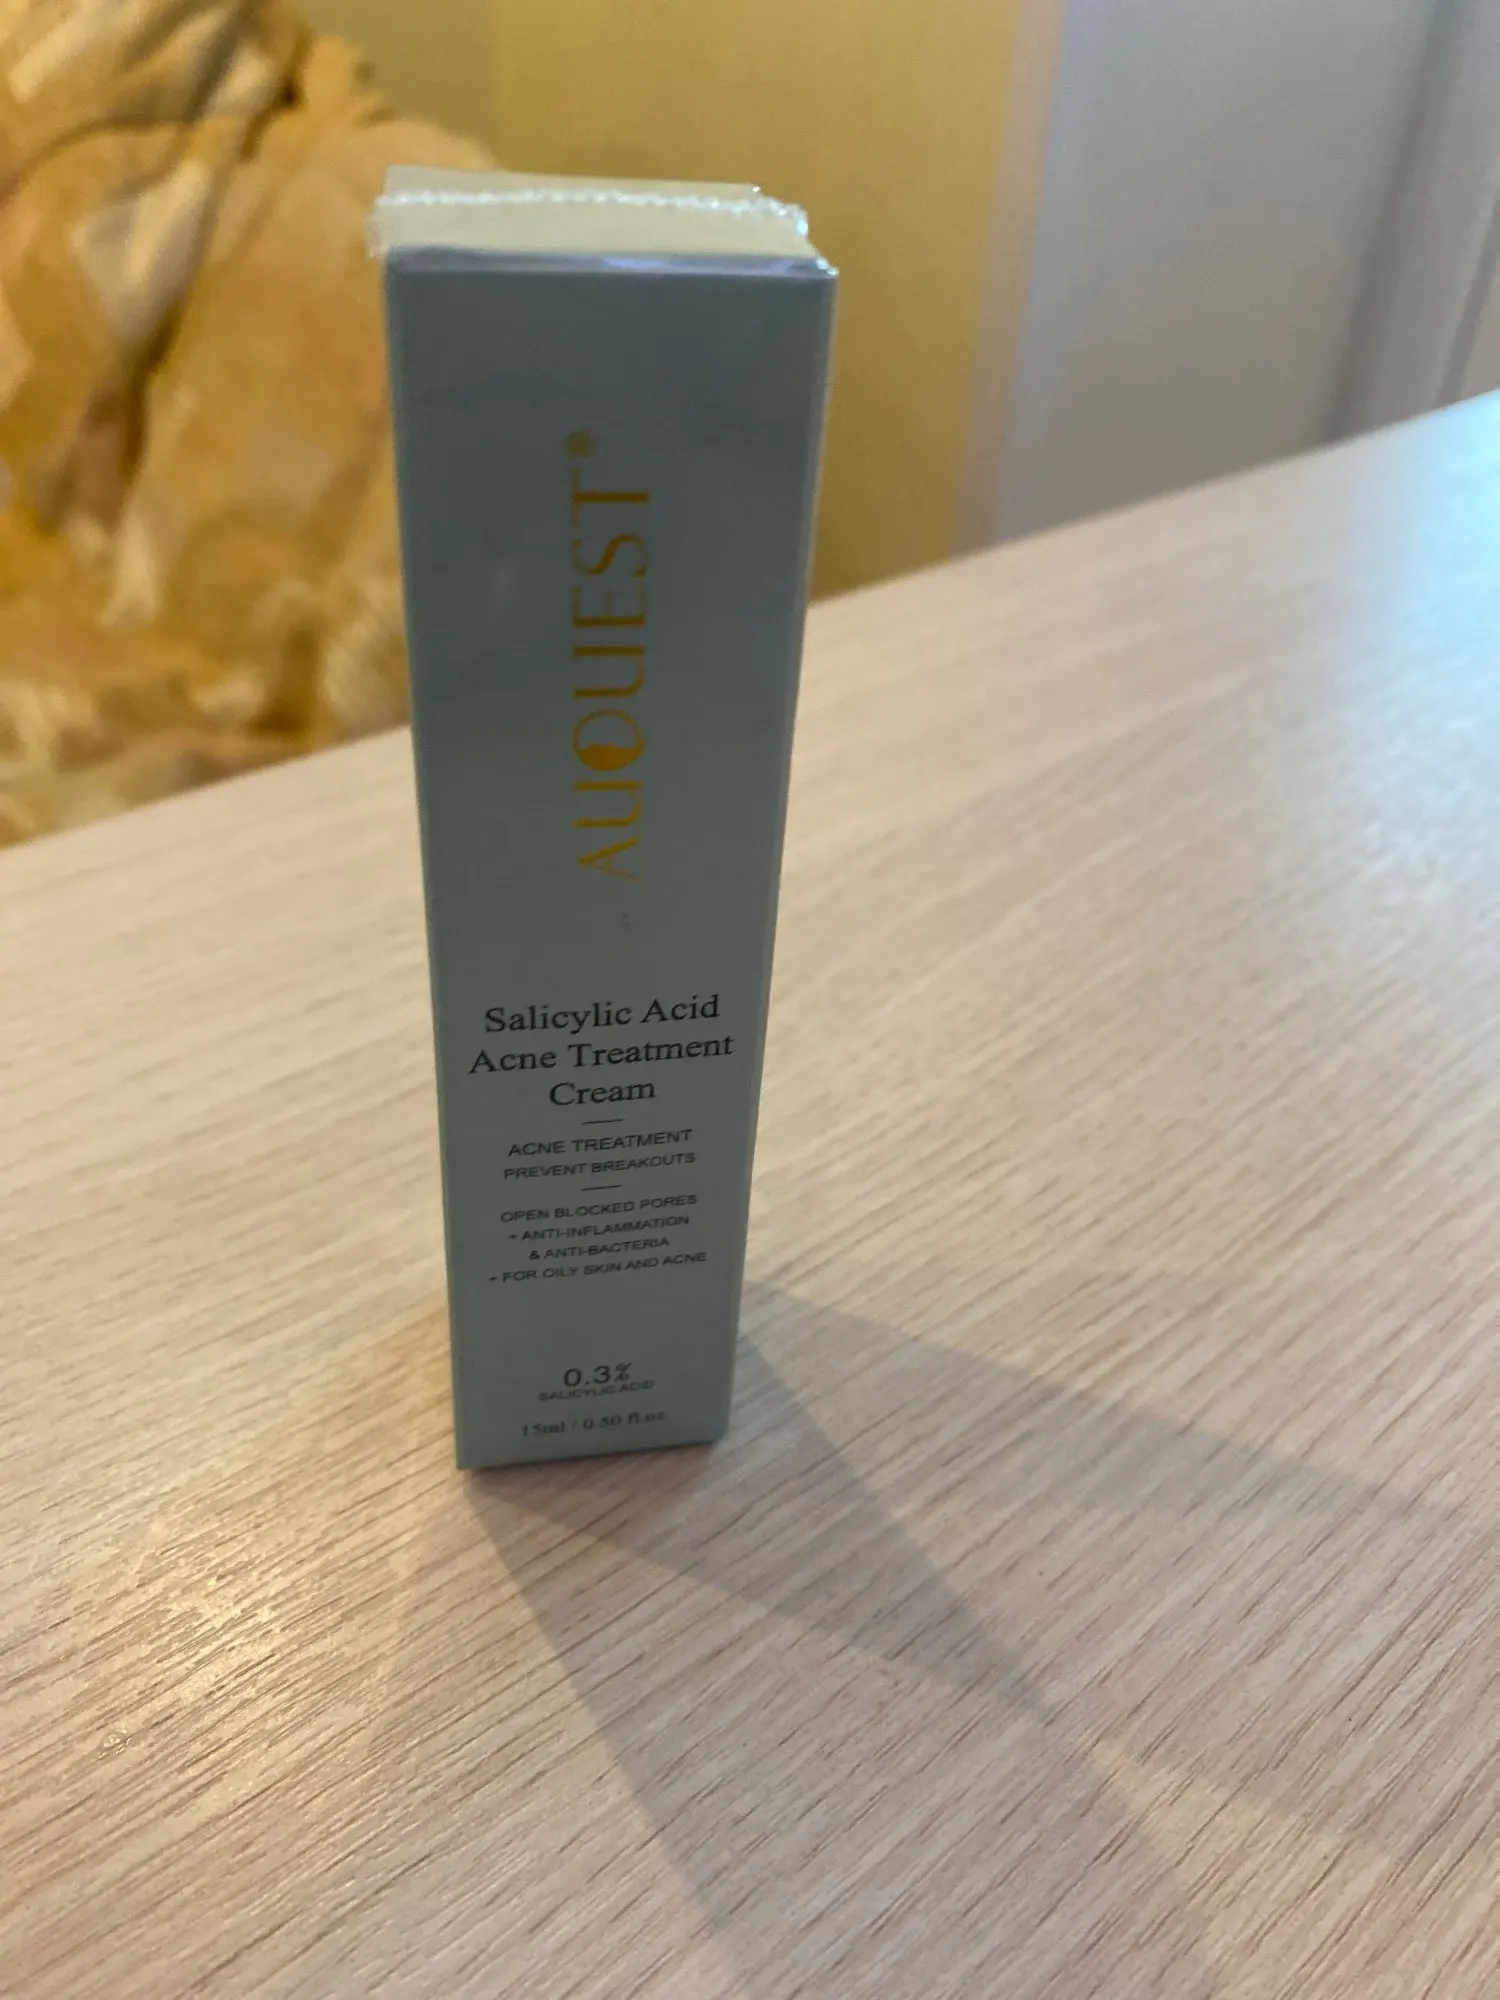 AUQUEST®
Salicylic Acid
Acne Treatment
Cream
ACNE TREATMENT
PREVENT BREAKOUTS
OPEN BLOCKED PORES
+ ANTI-INFLAMMATION
& ANTI-BACTERIA
+ FOR OILY SKIN AND ACNE
0.3%
SALICYLIC ACID
15ml / 0.50 fl.oz.